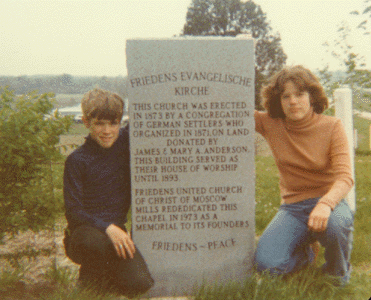 FRIEDENS EVANGELISCHE
KIRCHE
THIS CHURCH WAS ERECTED
IN 1873 BY A CONGREGATION
OF GERMAN SETTLERS WHO
ORGANIZED IN 1871, ON LAND
DONATED BY
JAMES & MARY A. ANDERSON.
THIS BUILDING SERVED AS
THEIR HOUSE OF WORSHIP
UNTIL 1893.
FRIEDENS UNITED CHURCH
OF CHRIST OF MOSCOW
MILLS REDEDICATED THIS
CHAPEL IN 1973 AS A
MEMORIAL TO ITS FOUNDERS
FRIEDENS - PEACE